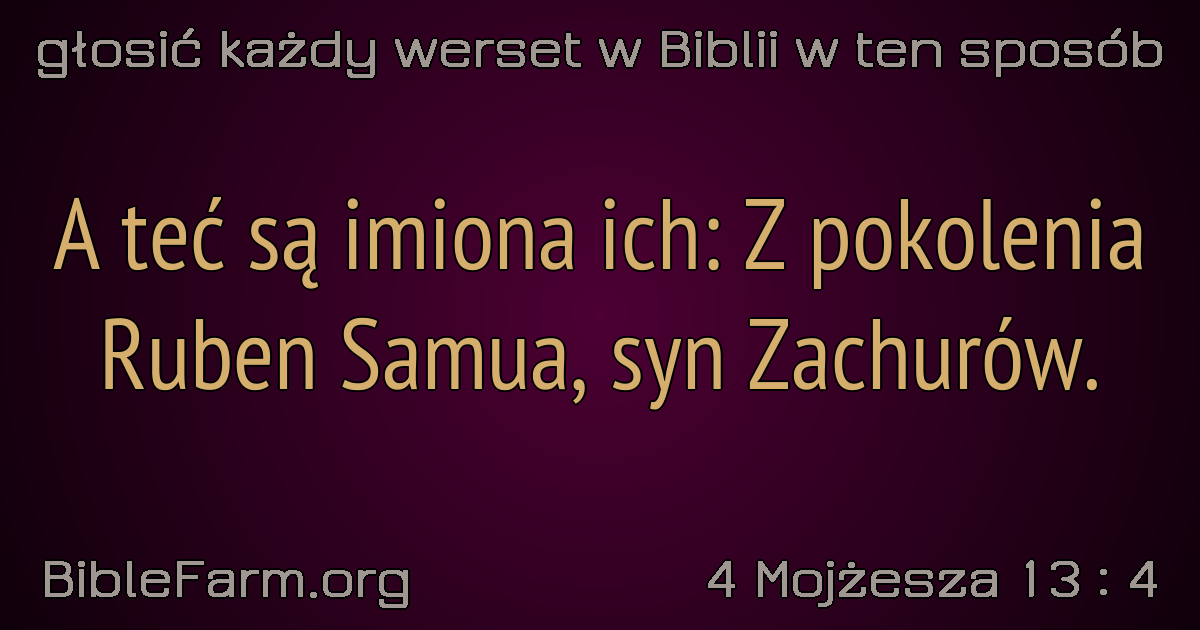 głosić każdy werset w Biblii w ten sposób
A teć są imiona ich: Z pokolenia
Ruben Samua, syn Zachurów.
BibleFarm.org
4 Mojżesza 13 : 4